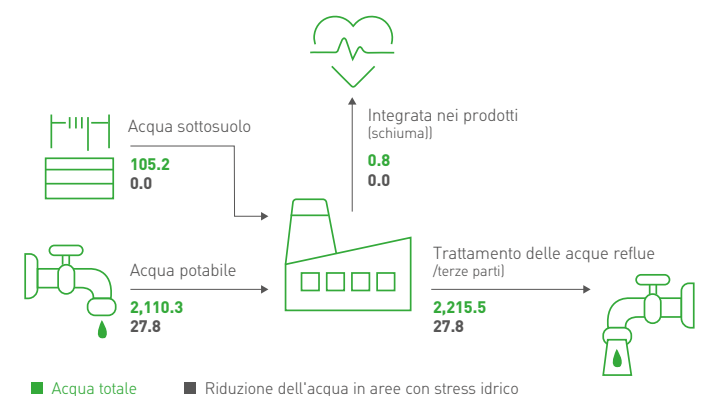 Integrata nei prodotti
(schiuma))
0.8
0.0
Acqua sottosuolo
105.2
0.0
Acqua potabile
2,110.3
27.8
Trattamento delle acque reflue
/terze parti)
2,215.5
27.8
Acqua totale
Riduzione dell'acqua in aree con stress idrico